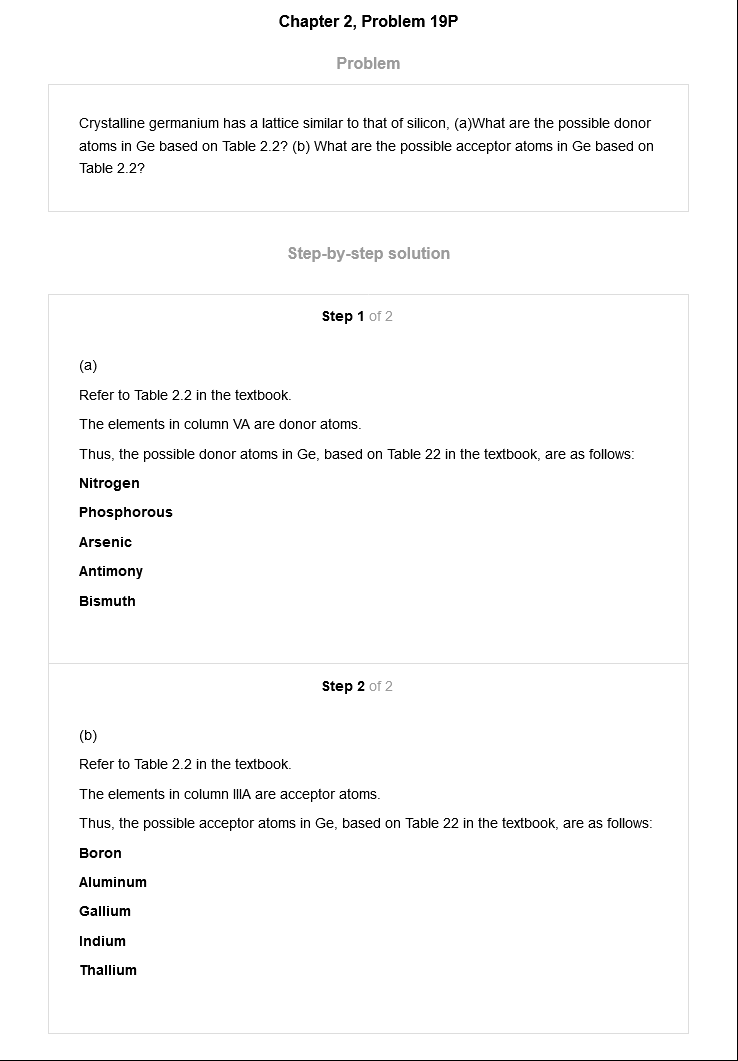 Chapter 2, Problem 19P
Problem
Crystalline germanium has a lattice similar to that of silicon, (a)What are the possible donor
atoms in Ge based on Table 2.2? (b) What are the possible acceptor atoms in Ge based on
Table 2.2?
Step-by-step solution
Step 1 of 2
(a)
Refer to Table 2.2 in the textbook.
The elements in column VA are donor atoms.
Thus, the possible donor atoms in Ge, based on Table 22 in the textbook, are as follows:
Nitrogen
Phosphorous
Arsenic
Antimony
Bismuth
Step 2 of 2
(b)
Refer to Table 2.2 in the textbook.
The elements in column IIIA are acceptor atoms.
Thus, the possible acceptor atoms in Ge, based on Table 22 in the textbook, are as follows:
Boron
Aluminum
Gallium
Indium
Thallium